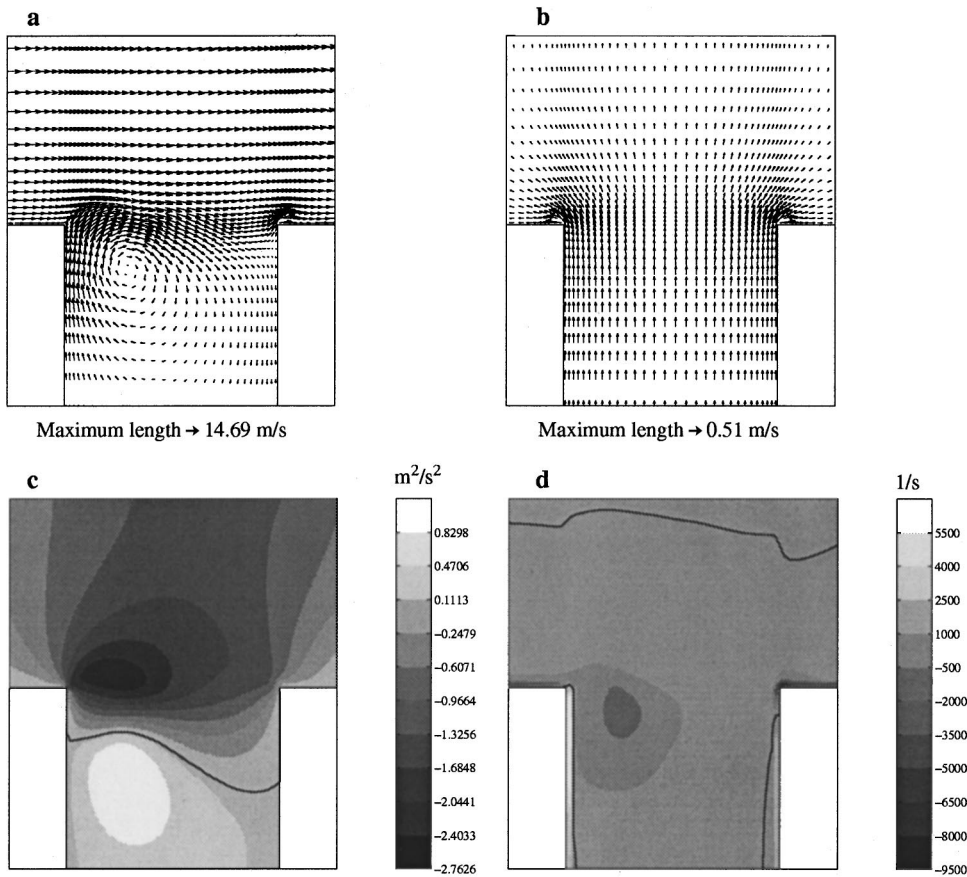 a
b
Maximum length → 14.69 m/s
Maximum length → 0.51 m/s
c
m²/s²
0.8298
0.4706
0.1113
−0.2479
−0.6071
−0.9664
−1.3256
−1.6848
−2.0441
−2.4033
−2.7626
d
1/s
5500
4000
2500
1000
−500
−2000
−3500
−5000
−6500
−8000
−9500